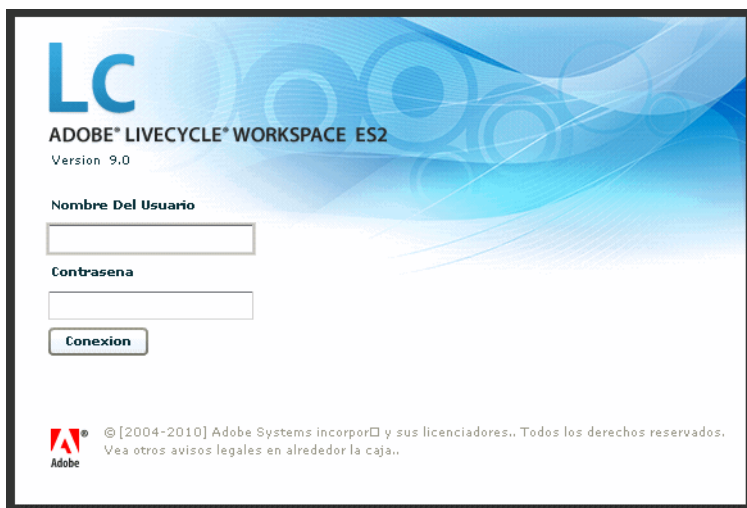 Lc
ADOBE® LIVECYCLE® WORKSPACE ES2
Version 9.0
Nombre Del Usuario
Contrasena
Conexion
© [2004-2010] Adobe Systems incorpor□ y sus licenciadores.. Todos los derechos reservados.
Vea otros avisos legales en alrededor la caja..
®
Adobe